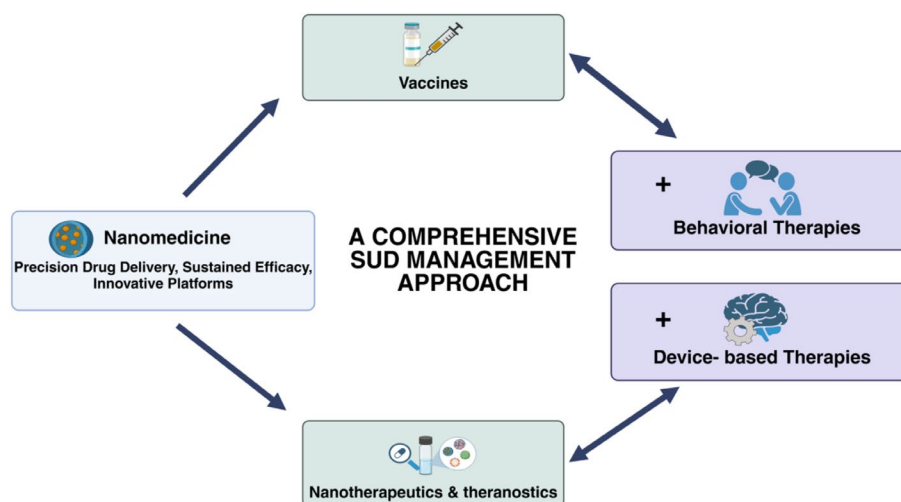 Vaccines
+
Behavioral Therapies
Nanomedicine
Precision Drug Delivery, Sustained Efficacy,
Innovative Platforms
A COMPREHENSIVE
SUD MANAGEMENT
APPROACH
+
Device- based Therapies
Nanotherapeutics & theranostics